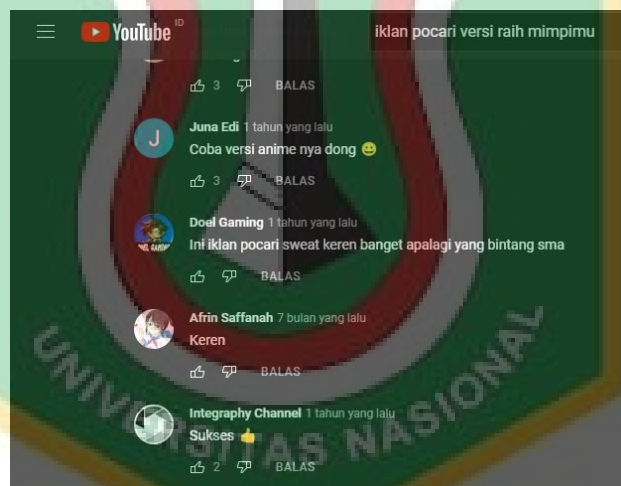 YouTube ID
iklan pocari versi raih mimpimu
3 BALAS
J
Juna Edi 1 tahun yang lalu
Coba versi anime nya dong 😀
3 BALAS
Doel Gaming 1 tahun yang lalu
Ini iklan pocari sweat keren banget apalagi yang bintang sma
BALAS
Afrin Saffanah 7 bulan yang lalu
Keren
BALAS
Integraphy Channel 1 tahun yang lalu
Sukses 👍
2 BALAS
UNIVERSITAS NASIONAL